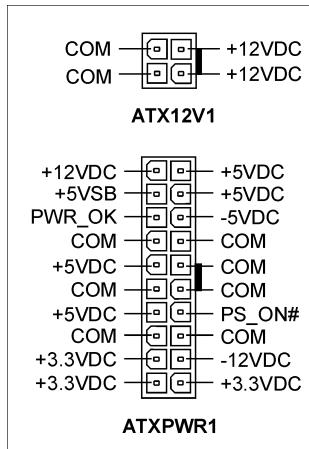 COM +12VDC
COM +12VDC
ATX12V1
+12VDC +5VDC
+5VSB +5VDC
PWR_OK -5VDC
COM COM
+5VDC COM
COM COM
+5VDC PS_ON#
COM COM
+3.3VDC -12VDC
+3.3VDC +3.3VDC
ATXPWR1